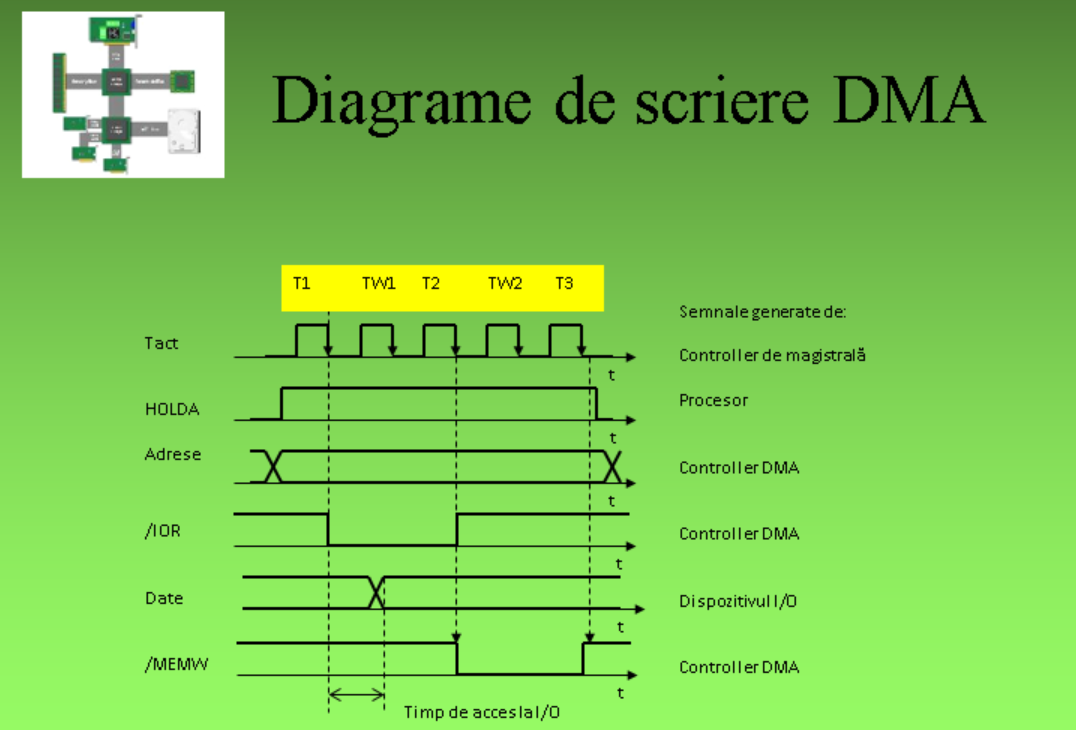 Diagrame de scriere DMA
T1 TW1 T2 TW2 T3
Semnale generate de:
Tact
Controller de magistrală
t
HOLDA
Procesor
t
Adrese
Controller DMA
t
/IOR
Controller DMA
t
Date
Dispozitivul I/O
t
/MEMW
Controller DMA
t
Timp de acces la I/O